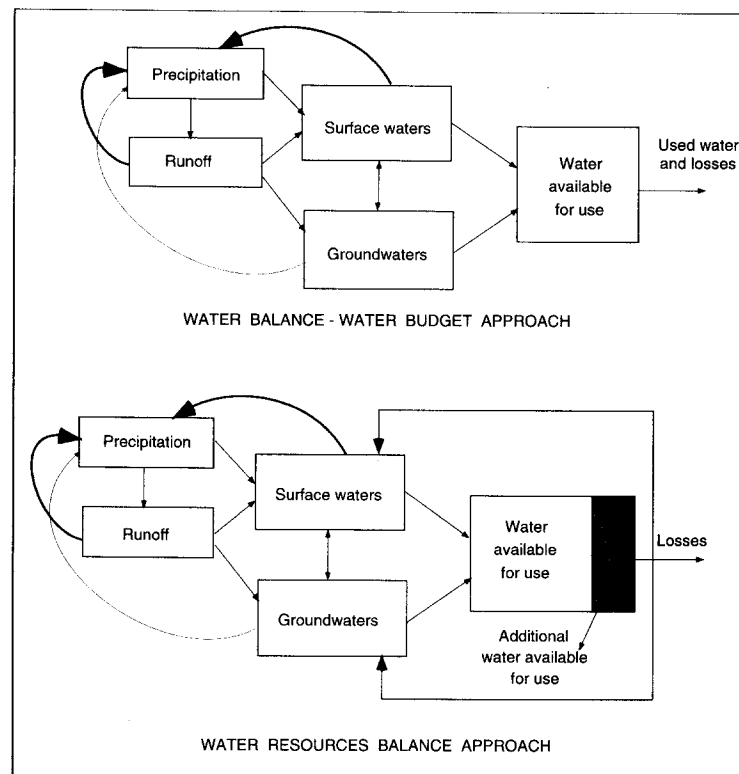 Precipitation
Surface waters
Runoff
Groundwaters
Water
available
for use
Used water
and losses
WATER BALANCE - WATER BUDGET APPROACH
Precipitation
Surface waters
Runoff
Groundwaters
Water
available
for use
Losses
Additional
water available
for use
WATER RESOURCES BALANCE APPROACH